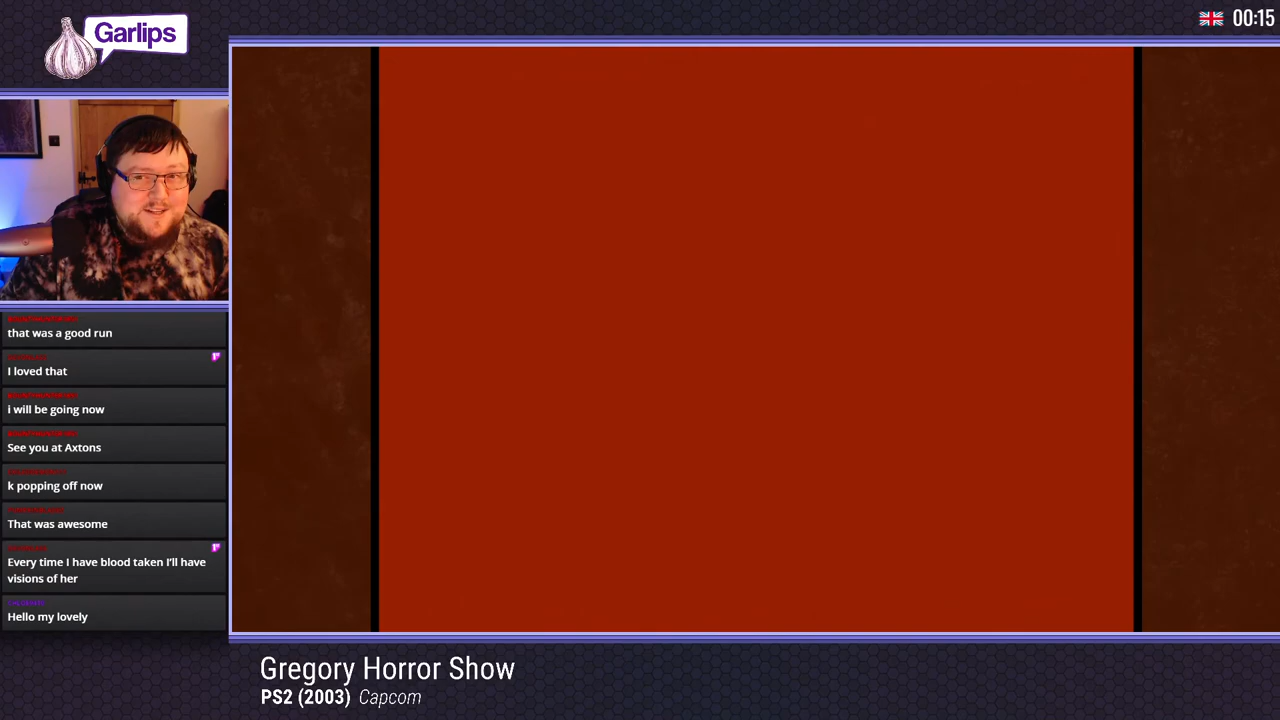 Garlips
00:15
that was a good run
I loved that
i will be going now
See you at Axtons
k popping off now
That was awesome
Every time I have blood taken I'll have
visions of her
Hello my lovely
Gregory Horror Show
PS2 (2003) Capcom